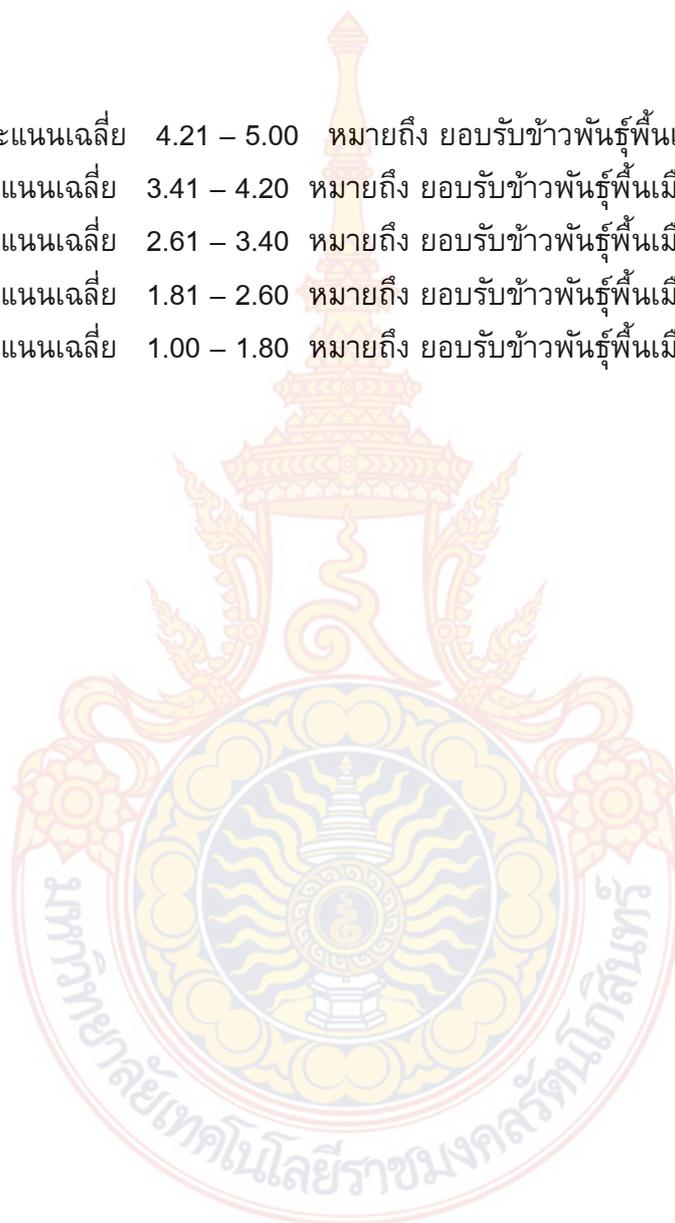 ะแนนเฉลี่ย 4.21 – 5.00 หมายถึง ยอบรับข้าวพันธุ์พื้นเ
แนนเฉลี่ย 3.41 – 4.20 หมายถึง ยอบรับข้าวพันธุ์พื้นเมื
แนนเฉลี่ย 2.61 – 3.40 หมายถึง ยอบรับข้าวพันธุ์พื้นเมื
แนนเฉลี่ย 1.81 – 2.60 หมายถึง ยอบรับข้าวพันธุ์พื้นเมื
แนนเฉลี่ย 1.00 – 1.80 หมายถึง ยอบรับข้าวพันธุ์พื้นเมื
มหาวิทยาลัยเทคโนโลยีราชมงคลรัตนโกสินทร์